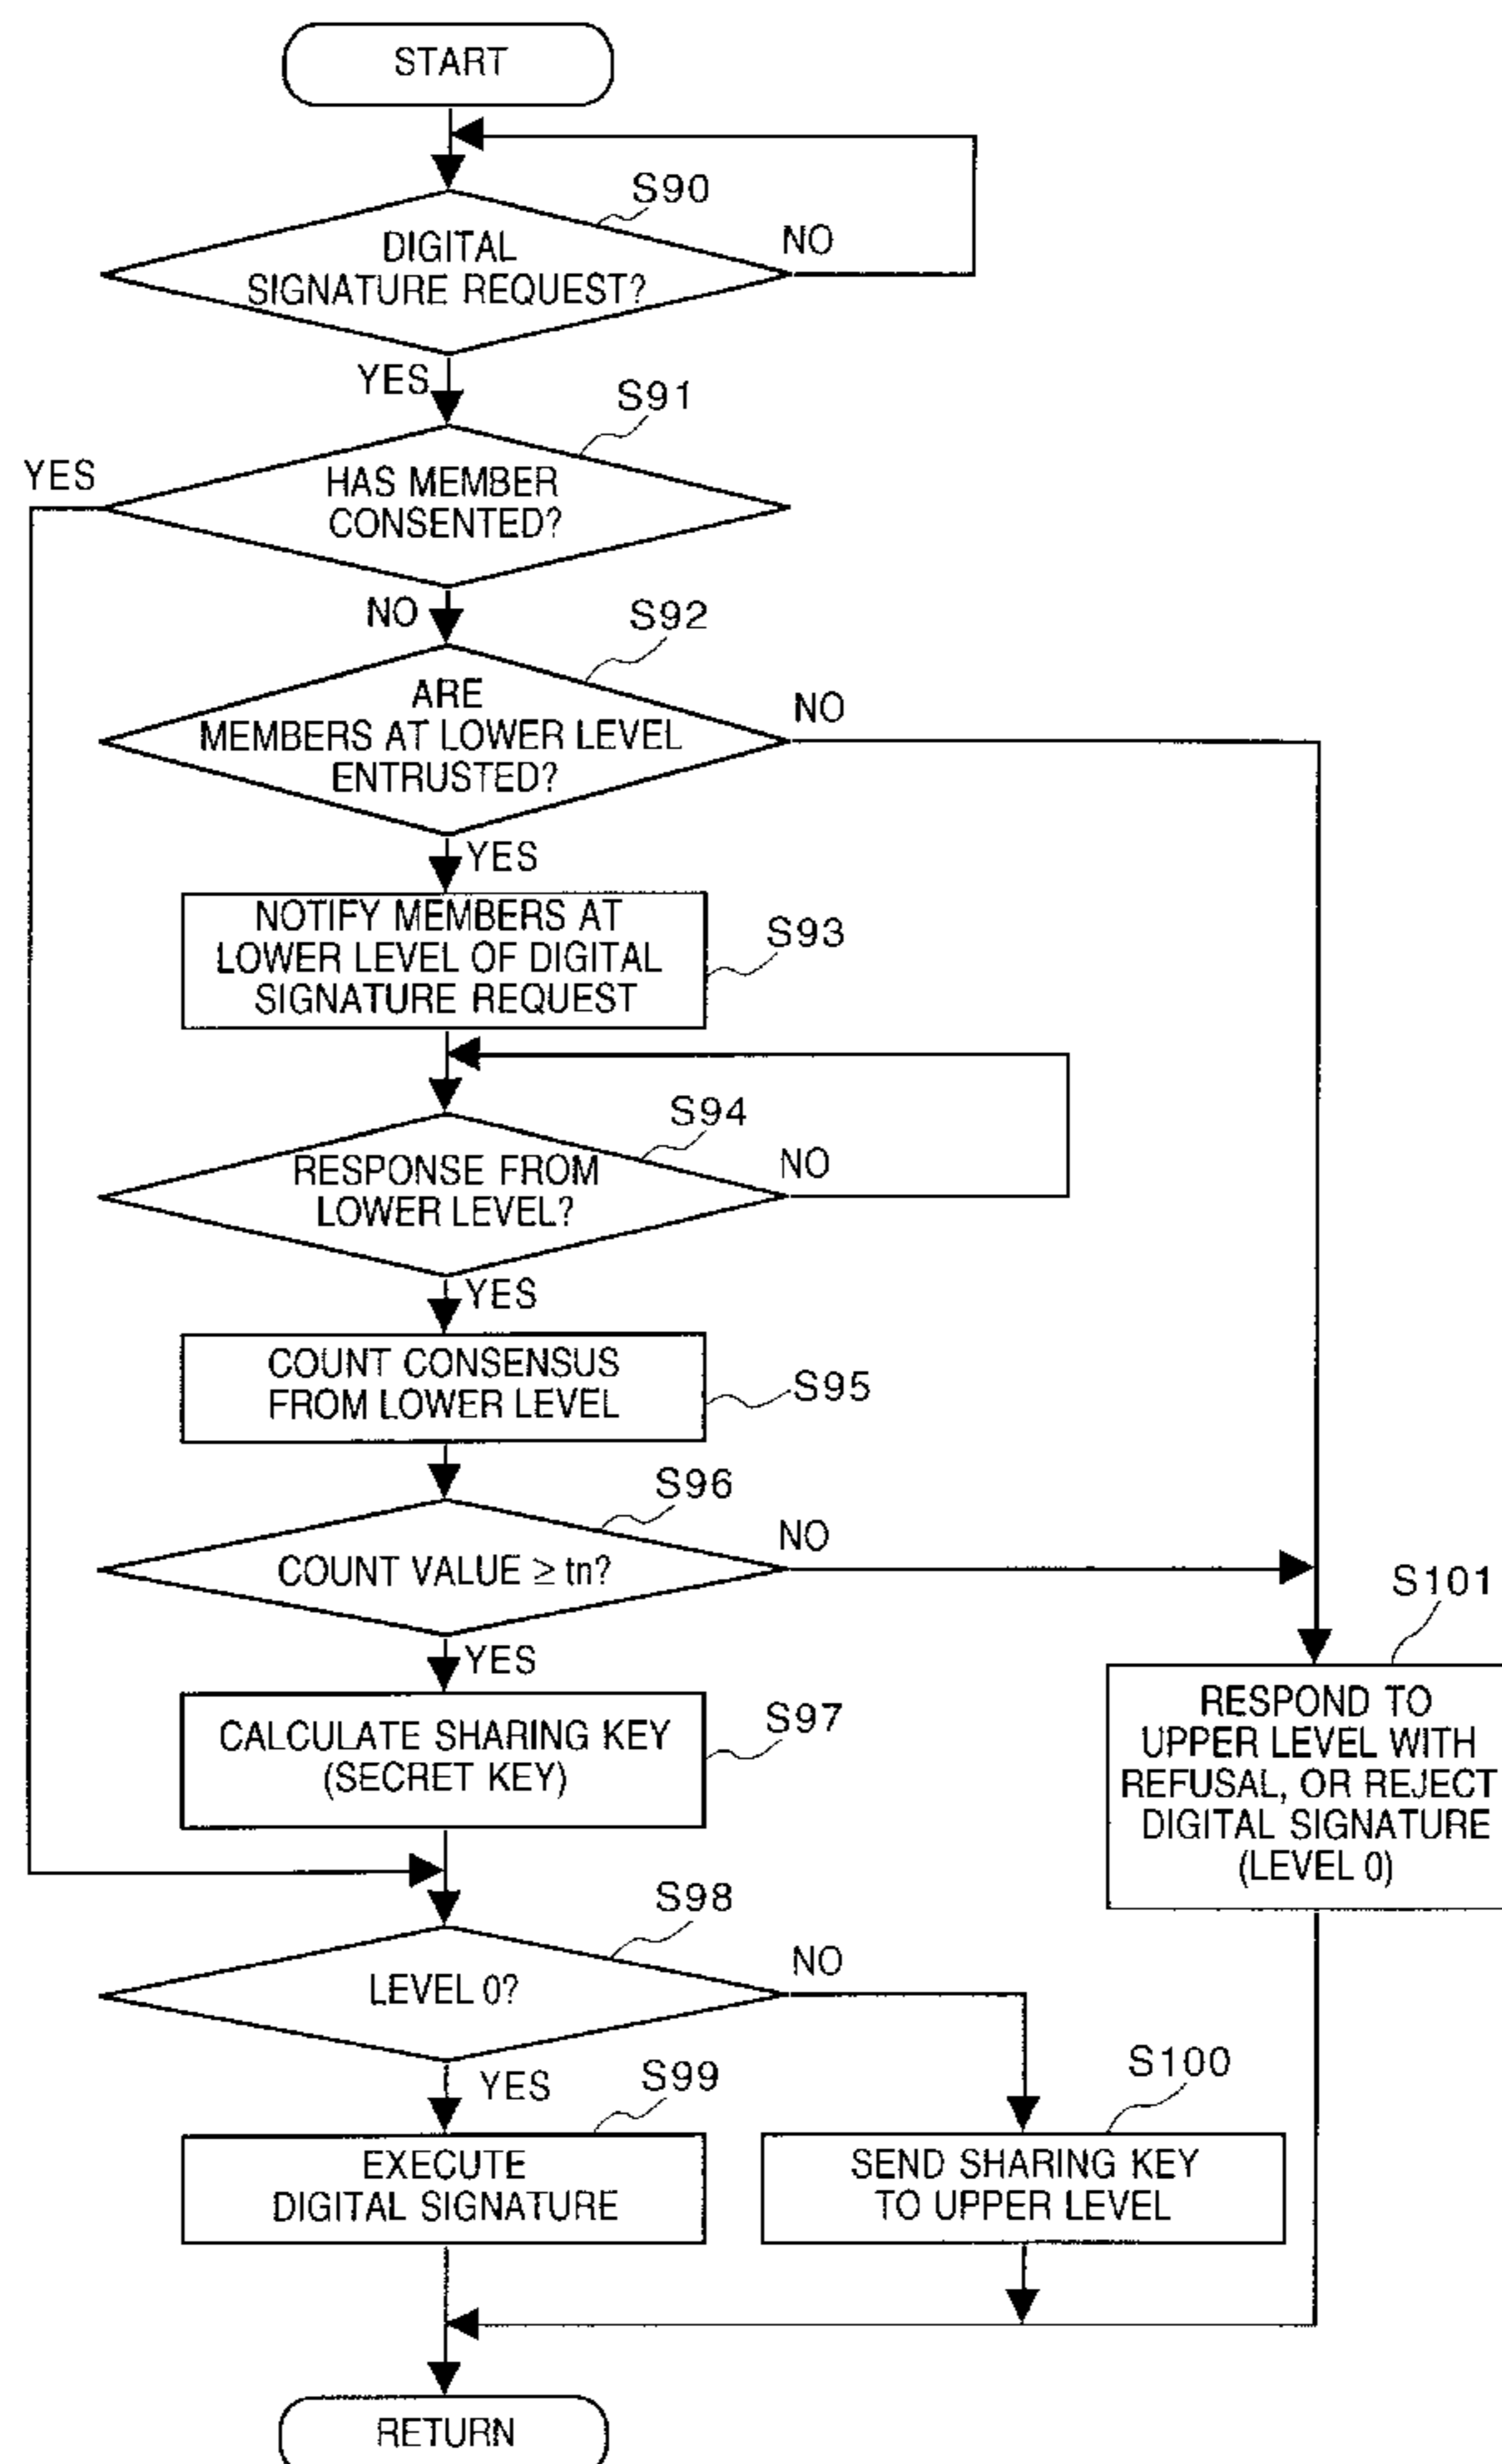 START
S90
DIGITAL
SIGNATURE REQUEST?
NO
YES
S91
YES
HAS MEMBER
CONSENTED?
NO
S92
ARE
MEMBERS AT LOWER LEVEL
ENTRUSTED?
NO
YES
NOTIFY MEMBERS AT
LOWER LEVEL OF DIGITAL
SIGNATURE REQUEST
S93
S94
RESPONSE FROM
LOWER LEVEL?
NO
YES
COUNT CONSENSUS
FROM LOWER LEVEL
S95
S96
COUNT VALUE ≥ tn?
NO
YES
CALCULATE SHARING KEY
(SECRET KEY)
S97
S101
RESPOND TO
UPPER LEVEL WITH
REFUSAL, OR REJECT
DIGITAL SIGNATURE
(LEVEL 0)
S98
LEVEL 0?
NO
YES
S99
EXECUTE
DIGITAL SIGNATURE
S100
SEND SHARING KEY
TO UPPER LEVEL
RETURN